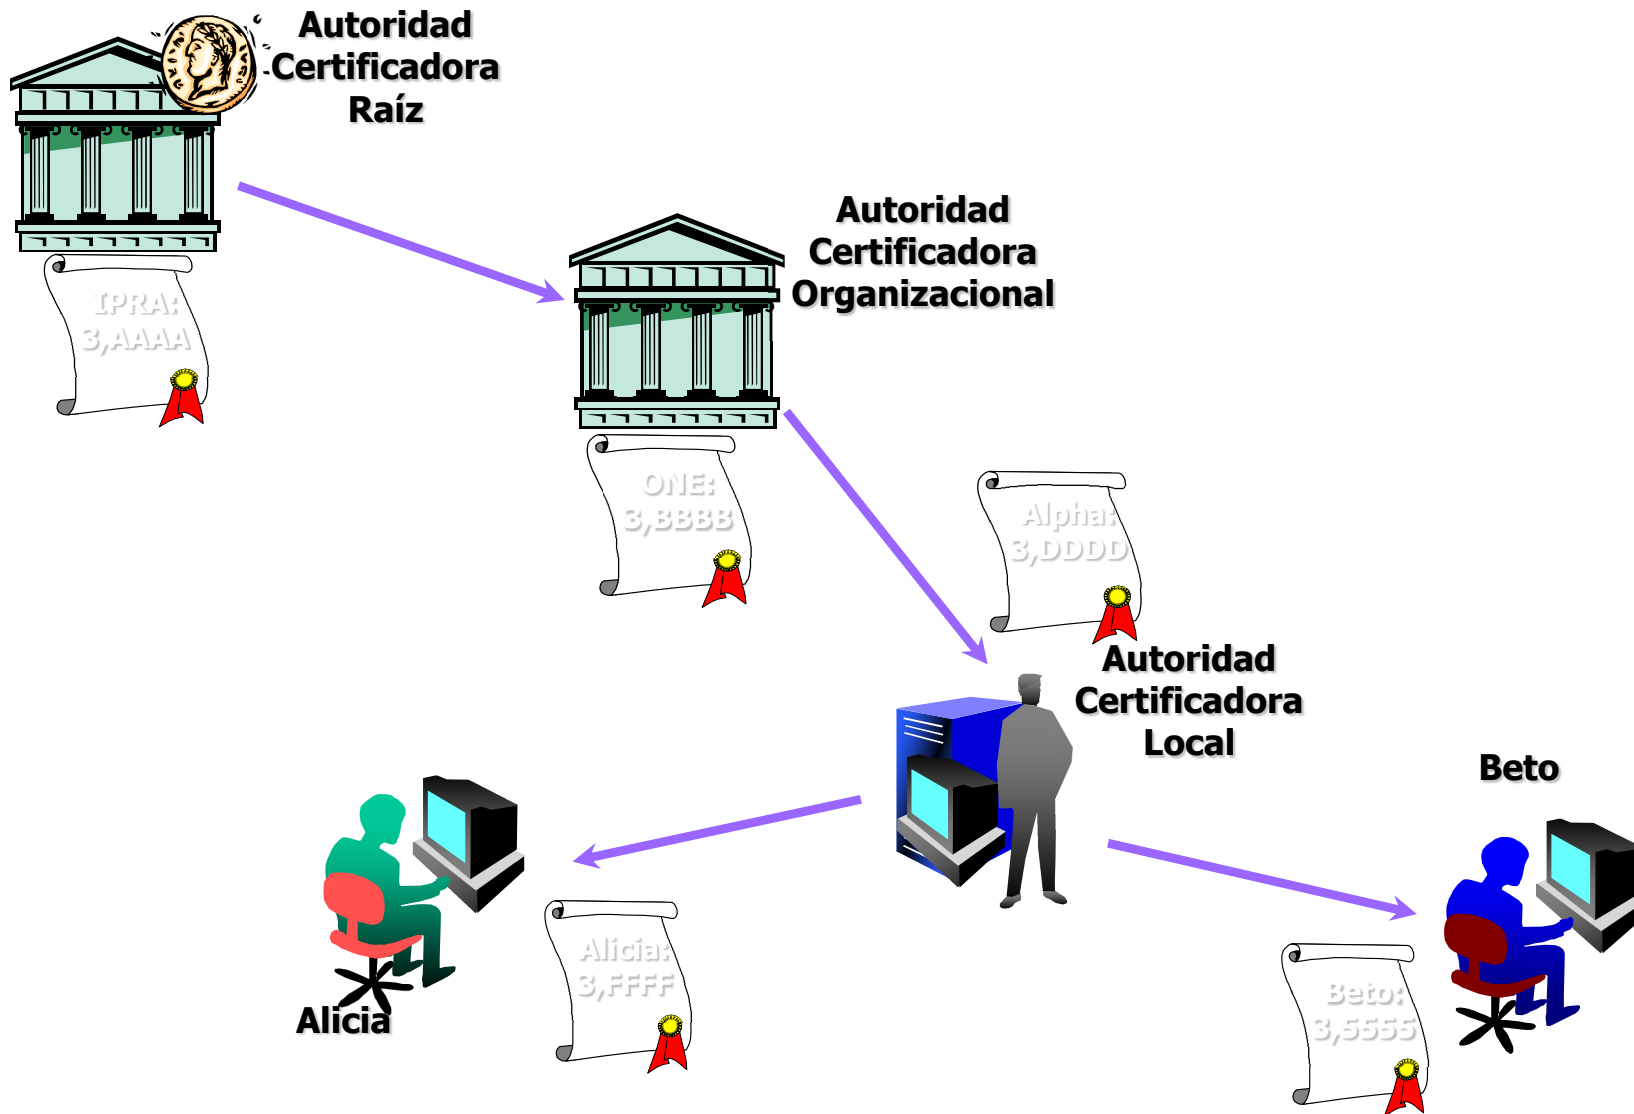 Autoridad
Certificadora
Raíz
IPRA:
3,AAAA
Autoridad
Certificadora
Organizacional
ONE:
3,BBBB
Alpha:
3,DDDD
Autoridad
Certificadora
Local
Beto
Alicia:
3,FFFF
Alicia
Beto:
3,5555